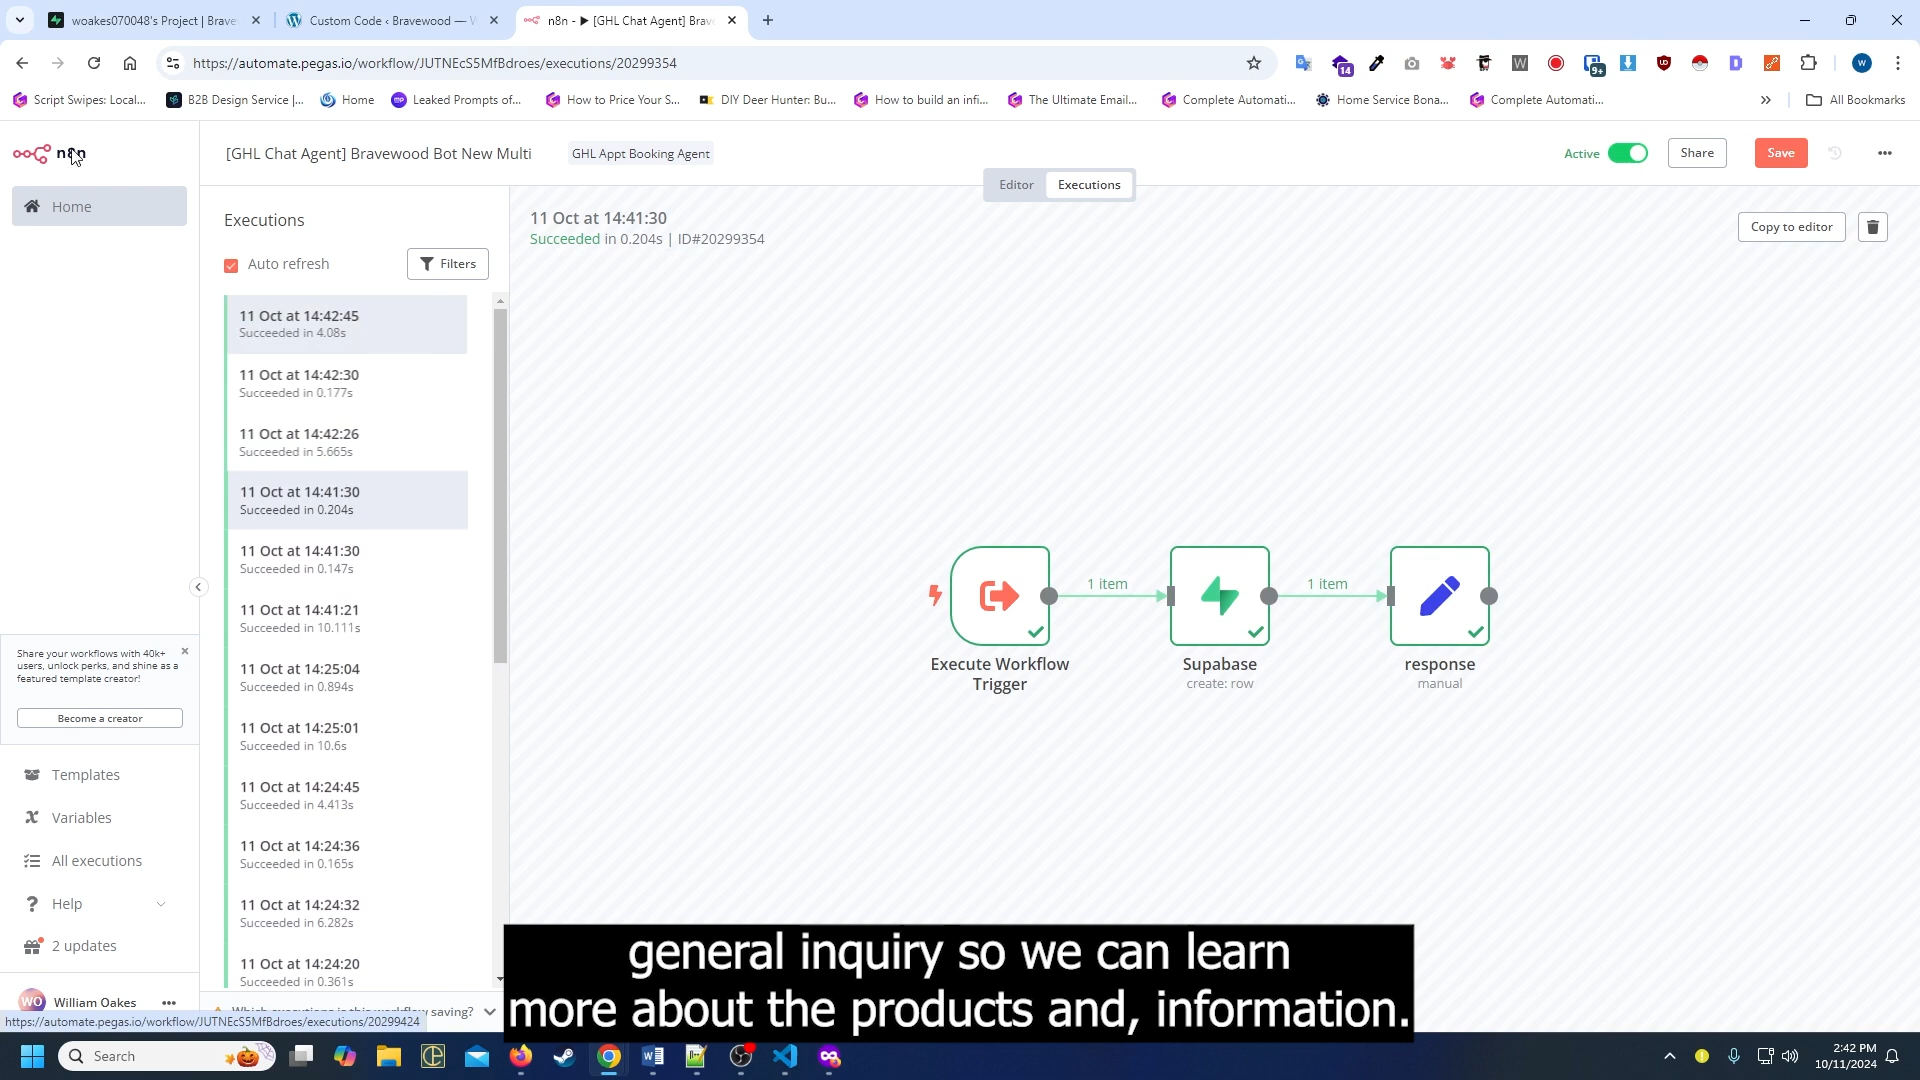 woakes070048's Project | Brave
Custom Code ‹ Bravewood — W
n8n - ▶ [GHL Chat Agent] Brav
https://automate.pegas.io/workflow/JUTNEcS5MfBdroes/executions/20299354
14
9+
W
Script Swipes: Local...
B2B Design Service |...
Home
Leaked Prompts of...
How to Price Your S...
DIY Deer Hunter: Bu...
How to build an infi...
The Ultimate Email...
Complete Automati...
Home Service Bona...
Complete Automati...
All Bookmarks
n8n
[GHL Chat Agent] Bravewood Bot New Multi
GHL Appt Booking Agent
Active
Share
Save
Editor
Executions
Home
Executions
Auto refresh
Filters
11 Oct at 14:41:30
Succeeded in 0.204s | ID#20299354
Copy to editor
11 Oct at 14:42:45
Succeeded in 4.08s
11 Oct at 14:42:30
Succeeded in 0.177s
11 Oct at 14:42:26
Succeeded in 5.665s
11 Oct at 14:41:30
Succeeded in 0.204s
11 Oct at 14:41:30
Succeeded in 0.147s
11 Oct at 14:41:21
Succeeded in 10.111s
11 Oct at 14:25:04
Succeeded in 0.894s
11 Oct at 14:25:01
Succeeded in 10.6s
11 Oct at 14:24:45
Succeeded in 4.413s
11 Oct at 14:24:36
Succeeded in 0.165s
11 Oct at 14:24:32
Succeeded in 6.282s
11 Oct at 14:24:20
Succeeded in 0.361s
1 item
1 item
Execute Workflow
Trigger
Supabase
create: row
response
manual
Share your workflows with 40k+
users, unlock perks, and shine as a
featured template creator!
Become a creator
Templates
Variables
All executions
Help
2 updates
WO
William Oakes
Which executions is this workflow saving?
https://automate.pegas.io/workflow/JUTNEcS5MfBdroes/executions/20299424
general inquiry so we can learn
more about the products and, information.
Search
2:42 PM
10/11/2024